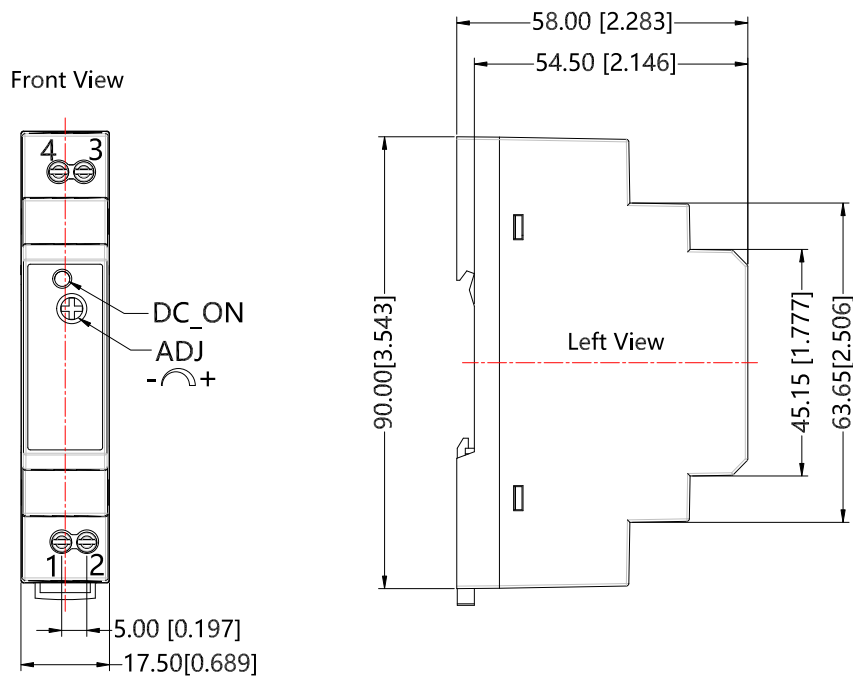 58.00 [2.283]
54.50 [2.146]
Front View
4 3
DC_ON
ADJ
- +
90.00[3.543]
Left View
45.15 [1.777]
63.65[2.506]
1 2
5.00 [0.197]
17.50[0.689]